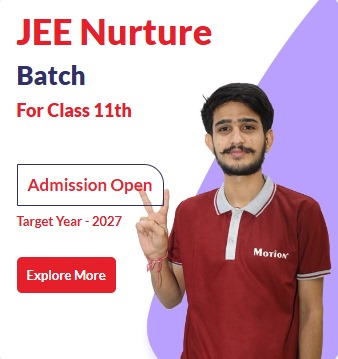 JEE Nurture
Batch
For Class 11th
Admission Open
Target Year - 2027
MOTION
Explore More